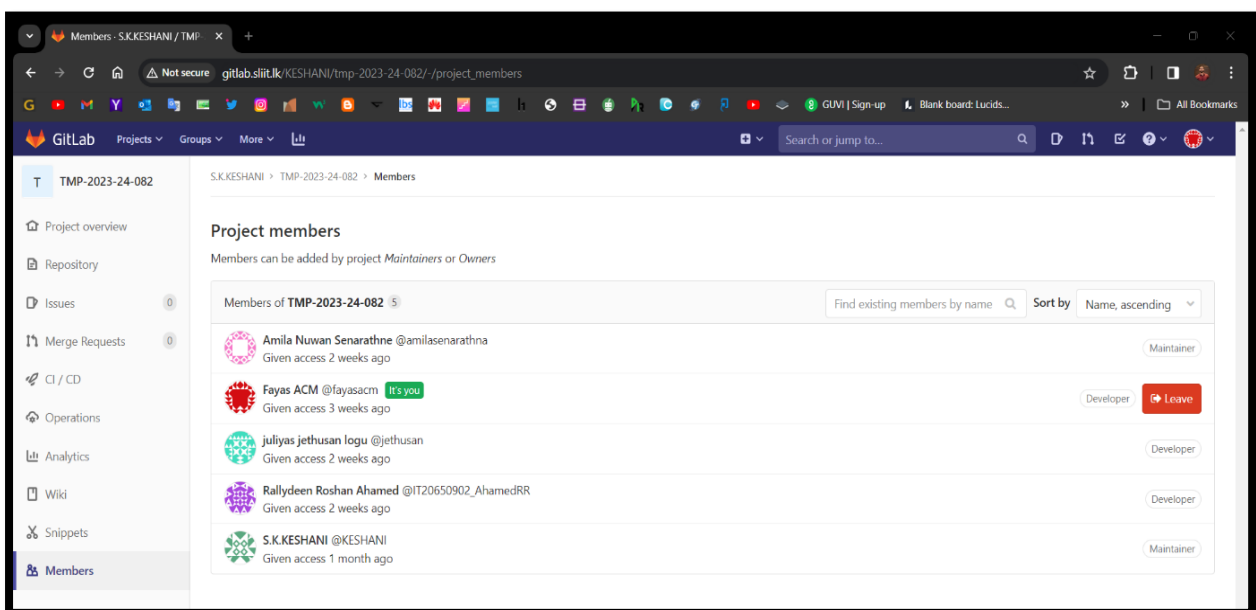 Members · S.K.KESHANI / TMP-
Not secure gitlab.sliit.lk/KESHANI/tmp-2023-24-082/-/project_members
GUVI | Sign-up Blank board: Lucids... » All Bookmarks
GitLab Projects Groups More Search or jump to...
T TMP-2023-24-082
Project overview
Repository
Issues 0
Merge Requests 0
CI / CD
Operations
Analytics
Wiki
Snippets
Members
S.K.KESHANI > TMP-2023-24-082 > Members
Project members
Members can be added by project Maintainers or Owners
Members of TMP-2023-24-082 5 Find existing members by name Sort by Name, ascending
Amila Nuwan Senarathne @amilasenarathna
Given access 2 weeks ago
Maintainer
Fayas ACM @fayasacm It's you
Given access 3 weeks ago
Developer Leave
juliyas jethusan logu @jethusan
Given access 2 weeks ago
Developer
Rallydeen Roshan Ahamed @IT20650902_AhamedRR
Given access 2 weeks ago
Developer
S.K.KESHANI @KESHANI
Given access 1 month ago
Maintainer